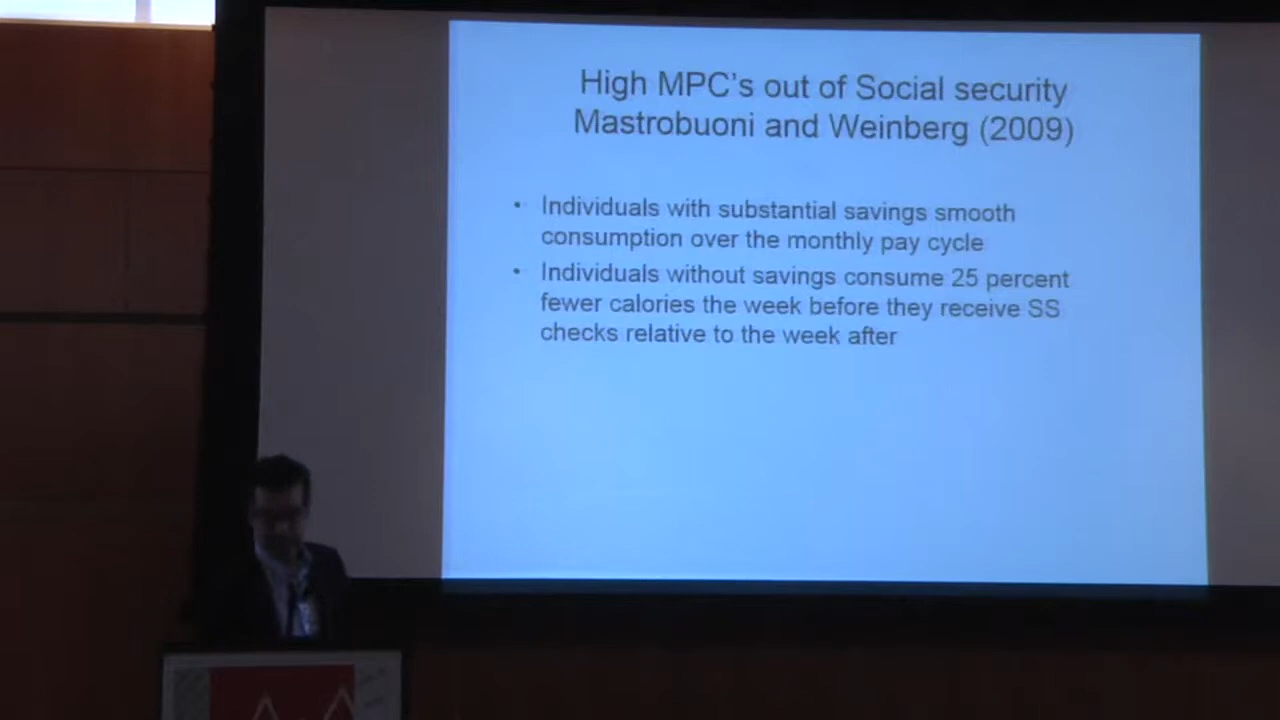 High MPC's out of Social security
Mastrobuoni and Weinberg (2009)
• Individuals with substantial savings smooth
consumption over the monthly pay cycle
• Individuals without savings consume 25 percent
fewer calories the week before they receive SS
checks relative to the week after